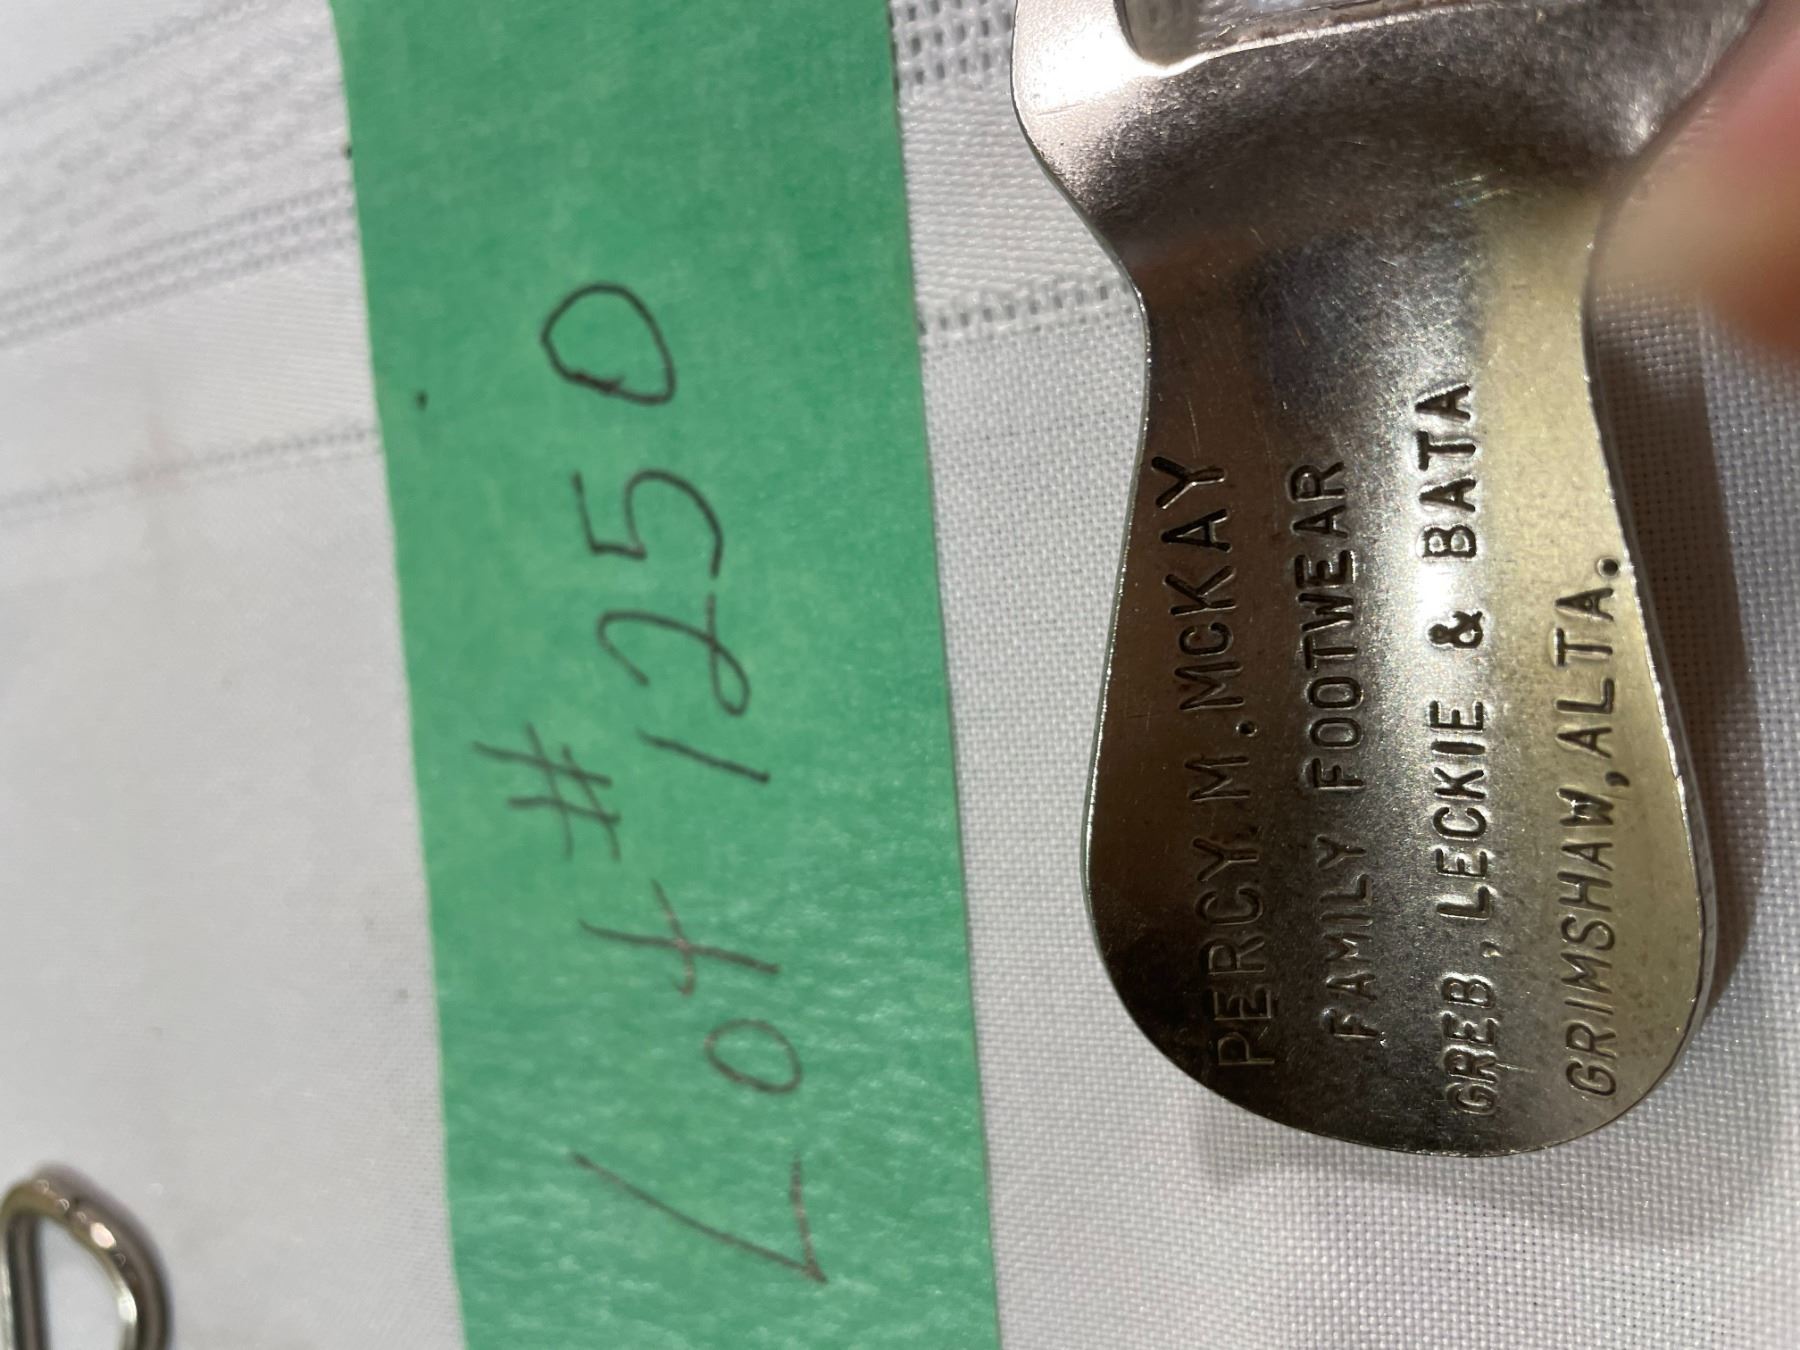 Lot #1250
PERCY. M. MCKAY
FAMILY FOOTWEAR
GREB, LECKIE & BATA
GRIMSHAW, ALTA.